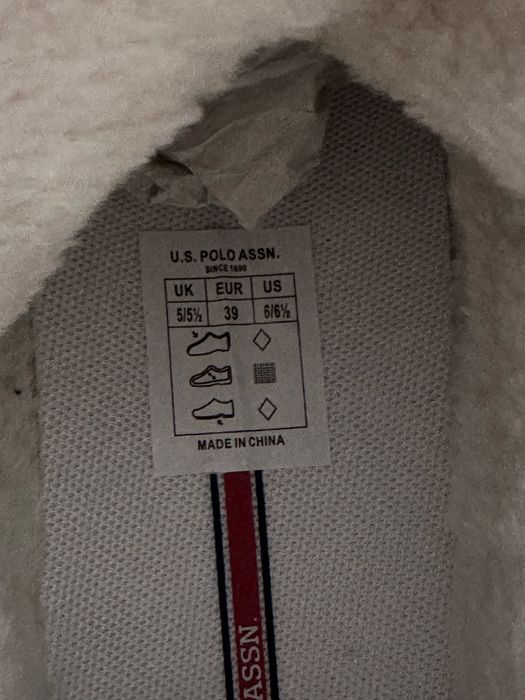 U.S. POLO ASSN.
SINCE 1890
UK EUR US
5/5½ 39 6/6½
MADE IN CHINA
ASSN.